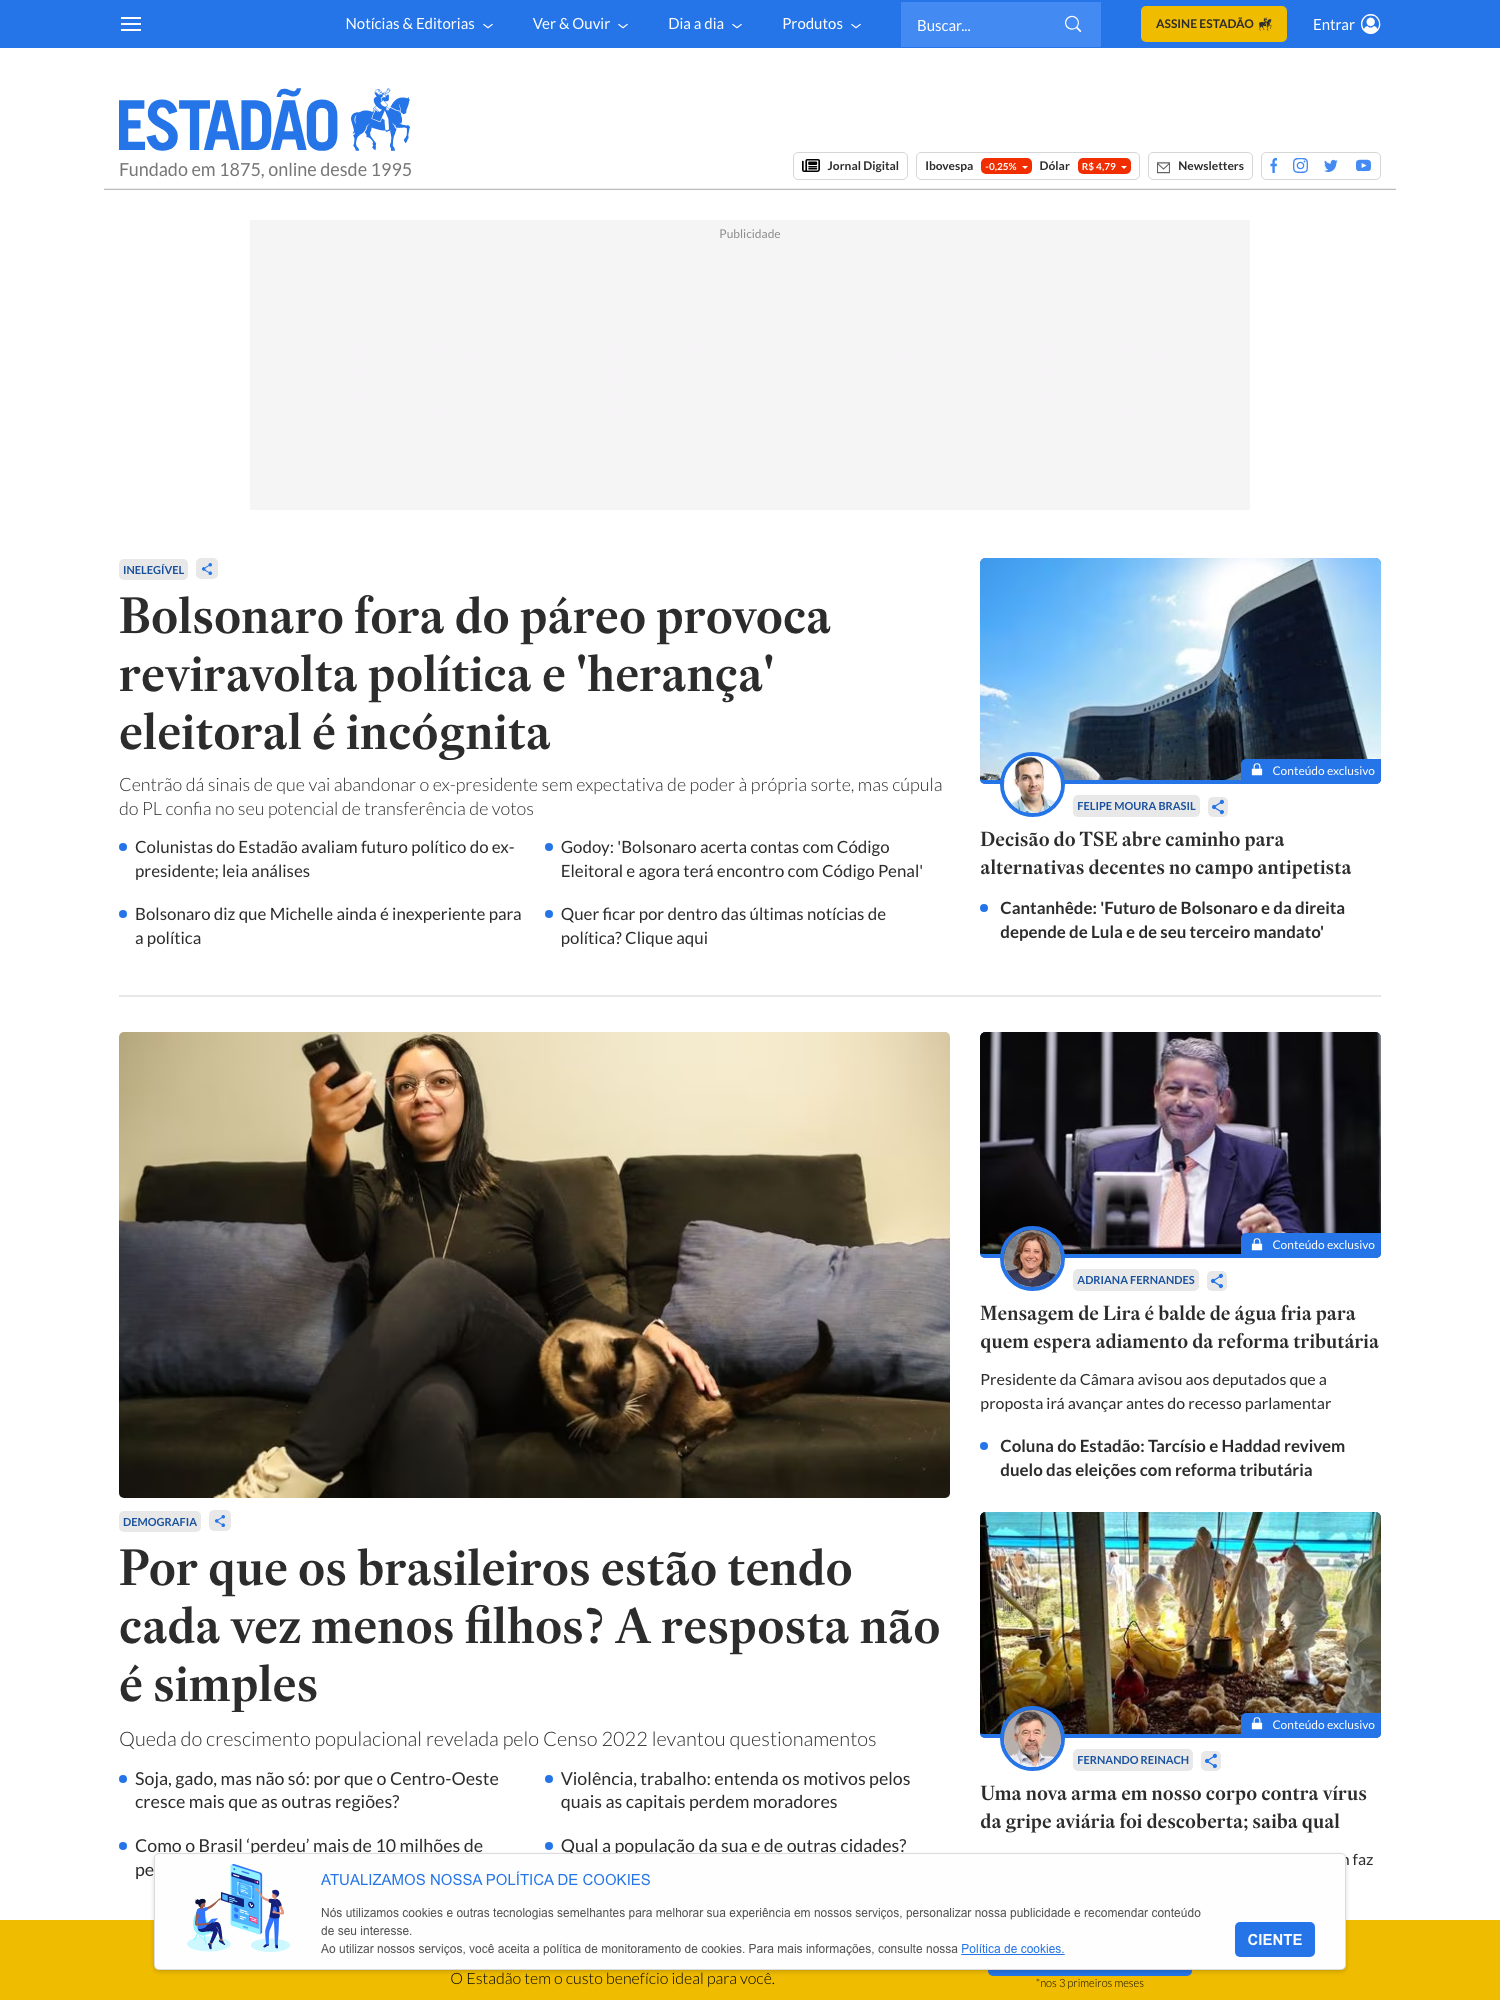 Notícias & Editorias
Ver & Ouvir
Dia a dia
Produtos
Buscar...
ASSINE ESTADÃO
Entrar
ESTADÃO
Fundado em 1875, online desde 1995
Jornal Digital
Ibovespa -0,25% Dólar R$ 4,79
Newsletters
Publicidade
INELEGÍVEL
Bolsonaro fora do páreo provoca
reviravolta política e 'herança'
eleitoral é incógnita
Centrão dá sinais de que vai abandonar o ex-presidente sem expectativa de poder à própria sorte, mas cúpula
do PL confia no seu potencial de transferência de votos
Colunistas do Estadão avaliam futuro político do ex-
presidente; leia análises
Godoy: 'Bolsonaro acerta contas com Código
Eleitoral e agora terá encontro com Código Penal'
Bolsonaro diz que Michelle ainda é inexperiente para
a política
Quer ficar por dentro das últimas notícias de
política? Clique aqui
Conteúdo exclusivo
FELIPE MOURA BRASIL
Decisão do TSE abre caminho para
alternativas decentes no campo antipetista
Cantanhêde: 'Futuro de Bolsonaro e da direita
depende de Lula e de seu terceiro mandato'
DEMOGRAFIA
Por que os brasileiros estão tendo
cada vez menos filhos? A resposta não
é simples
Queda do crescimento populacional revelada pelo Censo 2022 levantou questionamentos
Soja, gado, mas não só: por que o Centro-Oeste
cresce mais que as outras regiões?
Violência, trabalho: entenda os motivos pelos
quais as capitais perdem moradores
Como o Brasil ‘perdeu’ mais de 10 milhões de
pe
Qual a população da sua e de outras cidades?
Conteúdo exclusivo
ADRIANA FERNANDES
Mensagem de Lira é balde de água fria para
quem espera adiamento da reforma tributária
Presidente da Câmara avisou aos deputados que a
proposta irá avançar antes do recesso parlamentar
Coluna do Estadão: Tarcísio e Haddad revivem
duelo das eleições com reforma tributária
Conteúdo exclusivo
FERNANDO REINACH
Uma nova arma em nosso corpo contra vírus
da gripe aviária foi descoberta; saiba qual
faz
ATUALIZAMOS NOSSA POLÍTICA DE COOKIES
Nós utilizamos cookies e outras tecnologias semelhantes para melhorar sua experiência em nossos serviços, personalizar nossa publicidade e recomendar conteúdo
de seu interesse.
Ao utilizar nossos serviços, você aceita a política de monitoramento de cookies. Para mais informações, consulte nossa Política de cookies.
CIENTE
O Estadão tem o custo benefício ideal para você.
*nos 3 primeiros meses